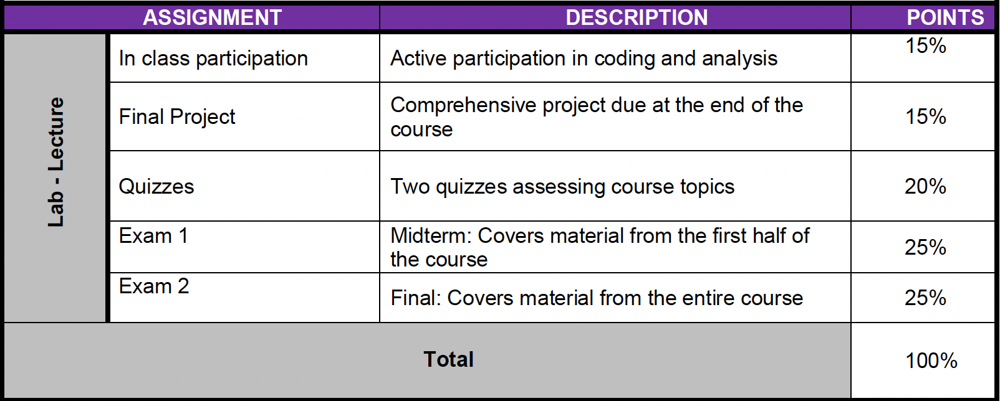 ASSIGNMENT DESCRIPTION POINTS
Lab - Lecture
In class participation Active participation in coding and analysis 15%
Final Project Comprehensive project due at the end of the
course 15%
Quizzes Two quizzes assessing course topics 20%
Exam 1 Midterm: Covers material from the first half of
the course 25%
Exam 2 Final: Covers material from the entire course 25%
Total 100%